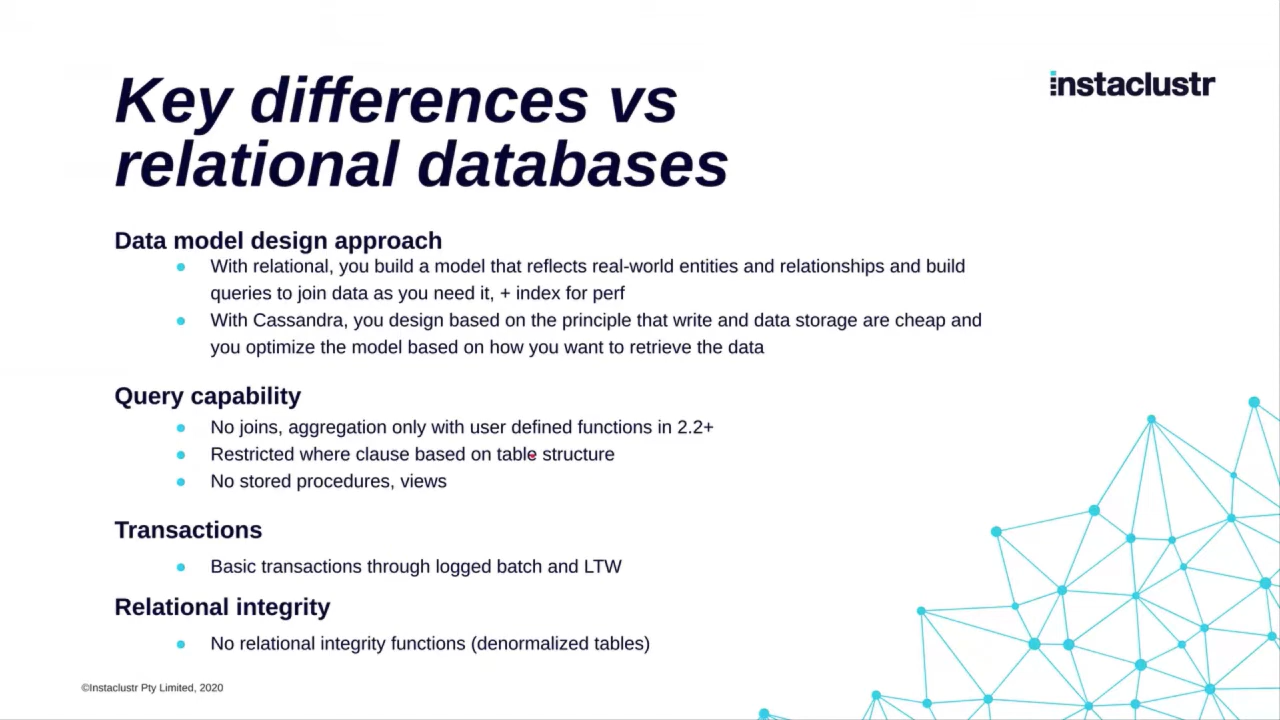 Key differences vs
relational databases
instaclustr
Data model design approach
With relational, you build a model that reflects real-world entities and relationships and build
queries to join data as you need it, + index for perf
With Cassandra, you design based on the principle that write and data storage are cheap and
you optimize the model based on how you want to retrieve the data
Query capability
No joins, aggregation only with user defined functions in 2.2+
Restricted where clause based on table structure
No stored procedures, views
Transactions
Basic transactions through logged batch and LTW
Relational integrity
No relational integrity functions (denormalized tables)
©Instaclustr Pty Limited, 2020